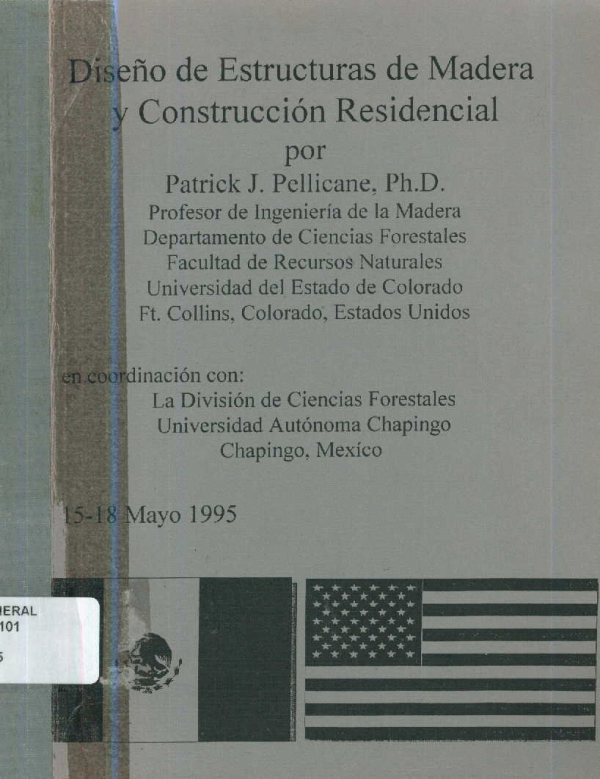 Diseño de Estructuras de Madera
y Construcción Residencial
por
Patrick J. Pellicane, Ph.D.
Profesor de Ingeniería de la Madera
Departamento de Ciencias Forestales
Facultad de Recursos Naturales
Universidad del Estado de Colorado
Ft. Collins, Colorado, Estados Unidos
en coordinación con:
La División de Ciencias Forestales
Universidad Autónoma Chapingo
Chapingo, Mexico
15-18 Mayo 1995
NERAL
101
5